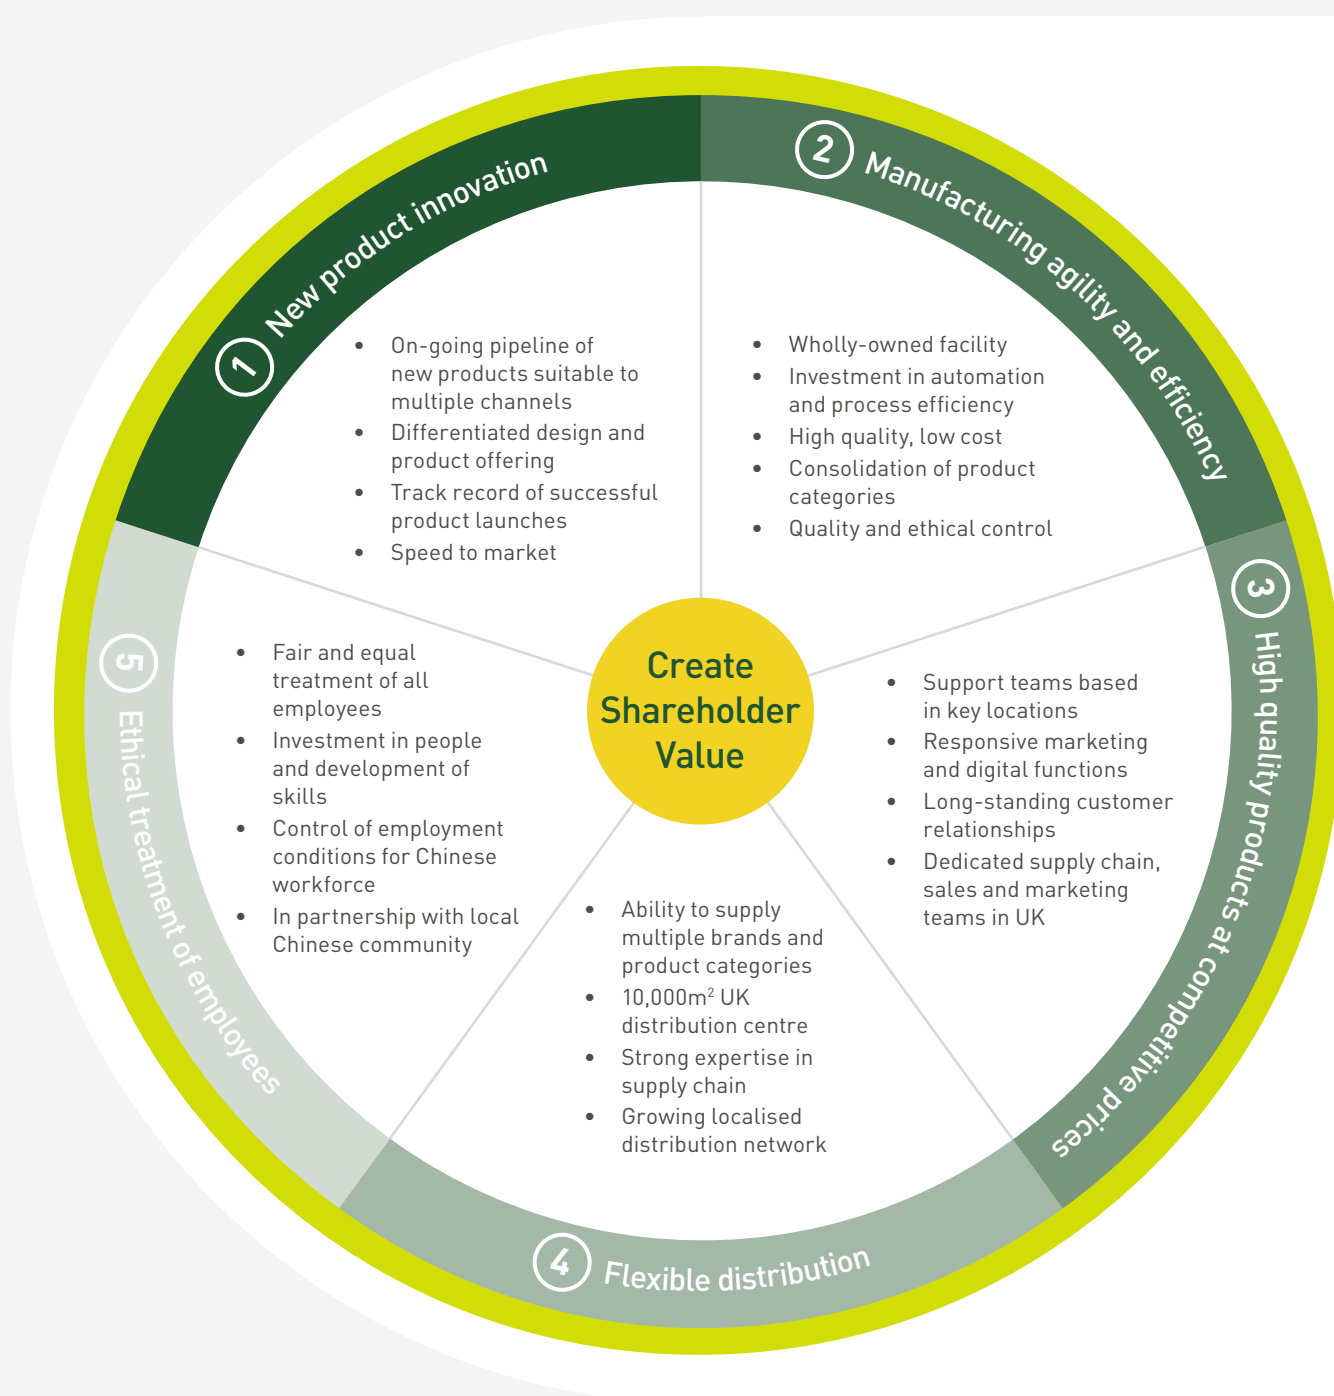 1 New product innovation
• On-going pipeline of
new products suitable to
multiple channels
• Differentiated design and
product offering
• Track record of successful
product launches
• Speed to market
2 Manufacturing agility and efficiency
• Wholly-owned facility
• Investment in automation
and process efficiency
• High quality, low cost
• Consolidation of product
categories
• Quality and ethical control
3 High quality products at competitive prices
• Support teams based
in key locations
• Responsive marketing
and digital functions
• Long-standing customer
relationships
• Dedicated supply chain,
sales and marketing
teams in UK
4 Flexible distribution
• Ability to supply
multiple brands and
product categories
• 10,000m² UK
distribution centre
• Strong expertise in
supply chain
• Growing localised
distribution network
5 Ethical treatment of employees
• Fair and equal
treatment of all
employees
• Investment in people
and development of
skills
• Control of employment
conditions for Chinese
workforce
• In partnership with local
Chinese community
Create
Shareholder
Value